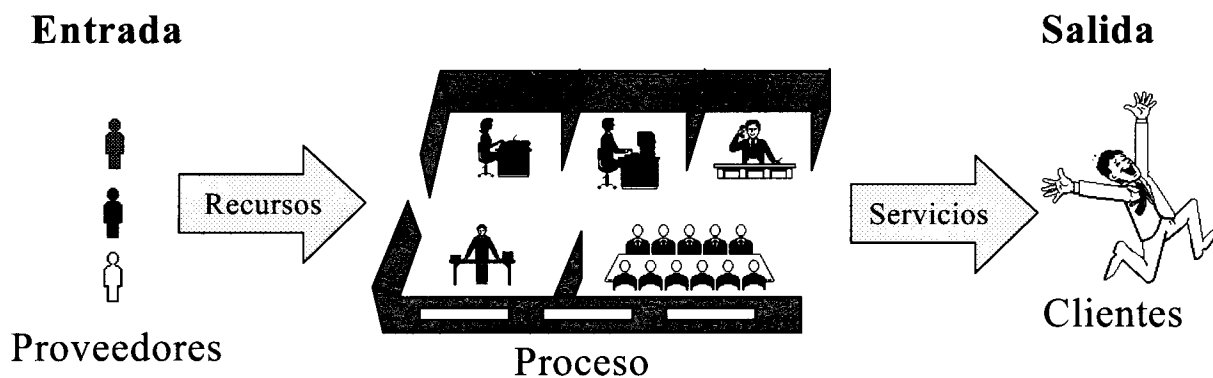 Entrada
Salida
Recursos
Servicios
Proveedores
Proceso
Clientes